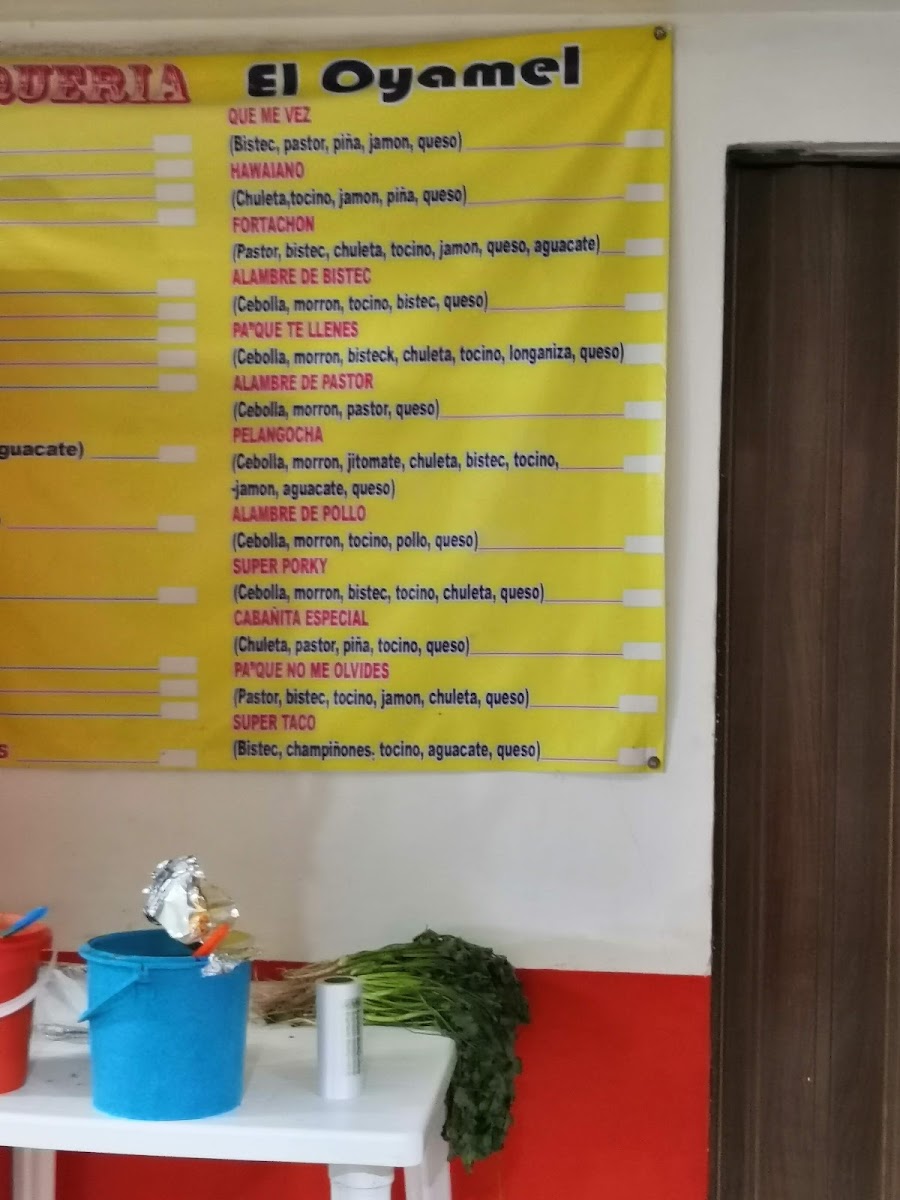 QUERIA El Oyamel
QUE ME VEZ
(Bistec, pastor, piña, jamon, queso)
HAWAIANO
(Chuleta,tocino, jamon, piña, queso)
FORTACHON
(Pastor, bistec, chuleta, tocino, jamon, queso, aguacate)
ALAMBRE DE BISTEC
(Cebolla, morron, tocino, bistec, queso)
PA"QUE TE LLENES
(Cebolla, morron, bisteck, chuleta, tocino, longaniza, queso)
ALAMBRE DE PASTOR
(Cebolla, morron, pastor, queso)
PELANGOCHA
(Cebolla, morron, jitomate, chuleta, bistec, tocino,
-jamon, aguacate, queso)
ALAMBRE DE POLLO
(Cebolla, morron, tocino, pollo, queso)
SUPER PORKY
(Cebolla, morron, bistec, tocino, chuleta, queso)
CABAÑITA ESPECIAL
(Chuleta, pastor, piña, tocino, queso)
PA"QUE NO ME OLVIDES
(Pastor, bistec, tocino, jamon, chuleta, queso)
SUPER TACO
(Bistec, champiñones, tocino, aguacate, queso)
guacate)
S